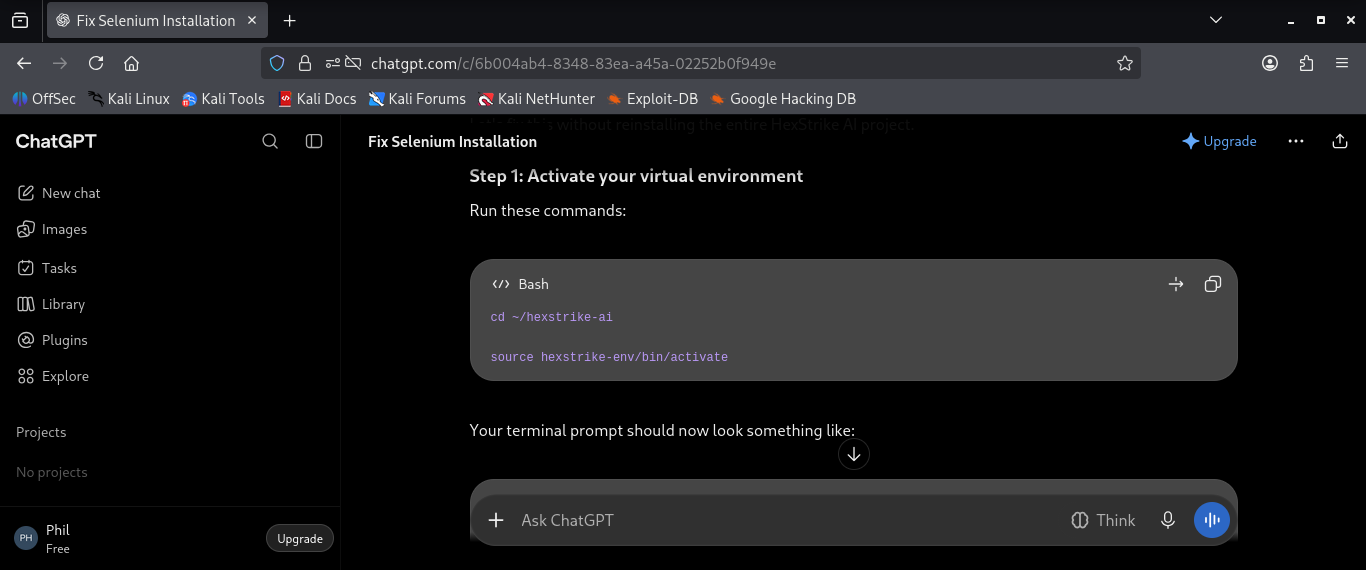 Fix Selenium Installation
chatgpt.com/c/6b004ab4-8348-83ea-a45a-02252b0f949e
OffSec Kali Linux Kali Tools Kali Docs Kali Forums Kali NetHunter Exploit-DB Google Hacking DB
ChatGPT
New chat
Images
Tasks
Library
Plugins
Explore
Projects
No projects
PH
Phil
Free
Upgrade
without reinstalling the entire HexStrike AI project.
Fix Selenium Installation
Upgrade
Step 1: Activate your virtual environment
Run these commands:
Bash
cd ~/hexstrike-ai
source hexstrike-env/bin/activate
Your terminal prompt should now look something like:
Ask ChatGPT
Think